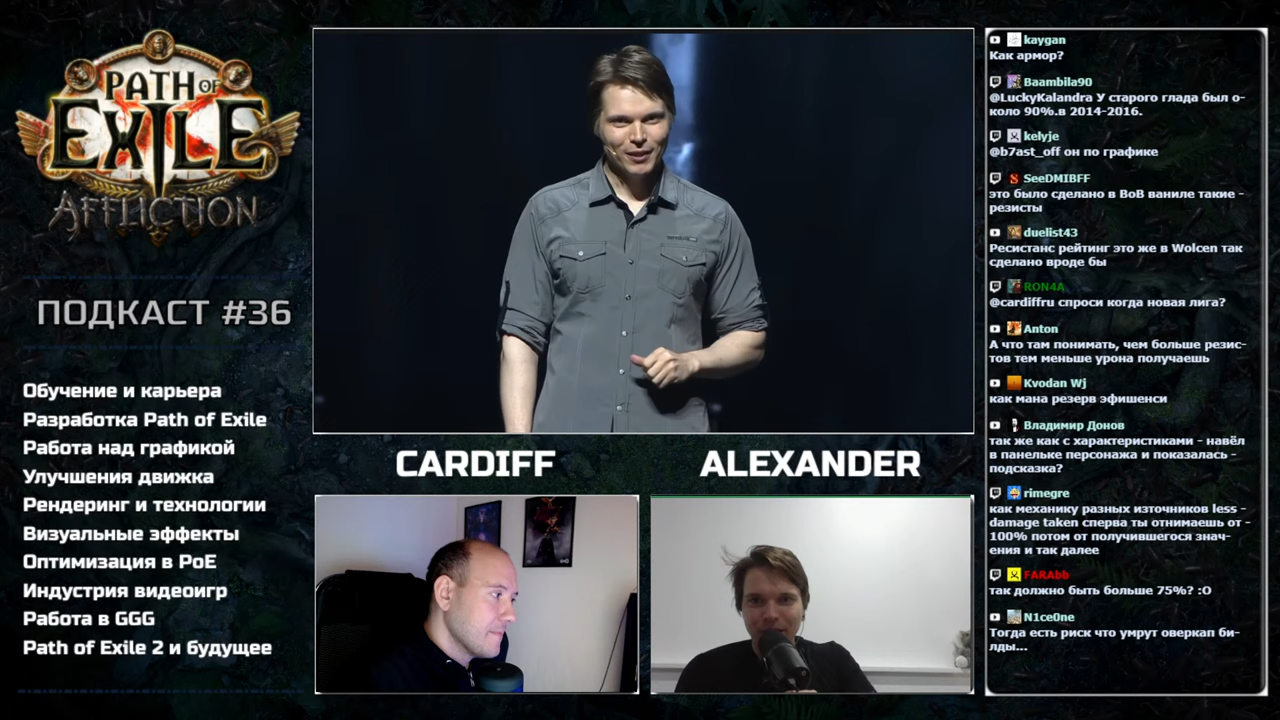 PATH OF
EXILE
AFFLICTION
ПОДКАСТ #36
Обучение и карьера
Разработка Path of Exile
Работа над графикой
Улучшения движка
Рендеринг и технологии
Визуальные эффекты
Оптимизация в PoE
Индустрия видеоигр
Работа в GGG
Path of Exile 2 и будущее
CARDIFF
ALEXANDER
kaygan
Как армор?
Baambila90
@LuckyKalandra У старого глада был о-
коло 90%.в 2014-2016.
kelyje
@b7ast_off он по графике
SeeDMIBFF
это было сделано в ВоВ ваниле такие -
резисты
duelist43
Ресистанс рейтинг это же в Wolcen так
сделано вроде бы
RON4A
@cardiffru спроси когда новая лига?
Anton
А что там понимать, чем больше резис-
тов тем меньше урона получаешь
Kvodan Wj
как мана резерв эфишенси
Владимир Донов
так же как с характеристиками - навёл
в панельке персонажа и показалась -
подсказка?
rimegre
как механику разных източников less -
damage taken сперва ты отнимаешь от -
100% потом от получившегося знач-
ения и так далее
FARAbb
так должно быть больше 75%? :O
N1ce0ne
Тогда есть риск что умрут оверкап би-
лды...